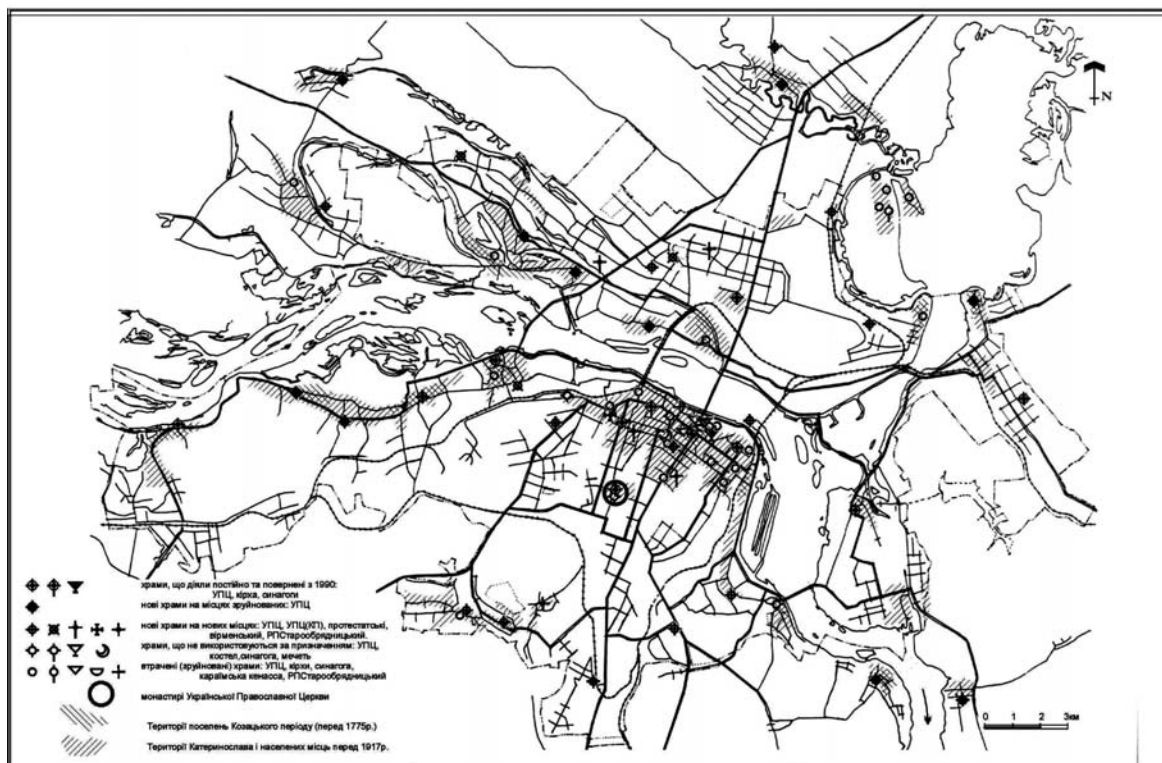 N
храми, що діяли постійно та повернені з 1990:
УПЦ, кірха, синагоги
нові храми на місцях зруйнованих: УПЦ
нові храми на нових місцях: УПЦ, УПЦ(КП), протестатські,
вірменський, РПСтарообрядницький.
храми, що не використовуються за призначенням: УПЦ,
костел,синагога, мечеть
втрачені (зруйновані) храми: УПЦ, кірхи, синагога,
караїмська кенасса, РПСтарообрядницький
монастирі Української Православної Церкви
Території поселень Козацького періоду (перед 1775р.)
Території Катеринослава і населених місць перед 1917р.
0 1 2 3км